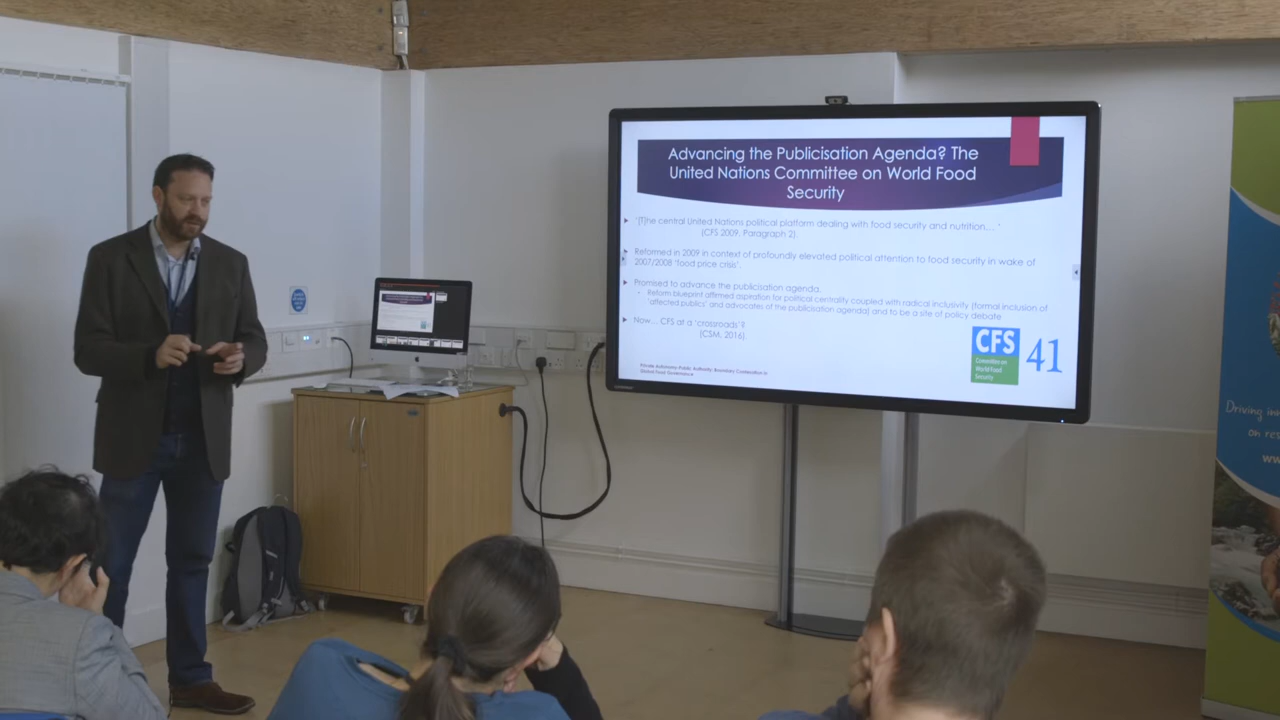 Advancing the Publicisation Agenda? The
United Nations Committee on World Food
Security
'[T]he central United Nations political platform dealing with food security and nutrition… '
(CFS 2009, Paragraph 2).
Reformed in 2009 in context of profoundly elevated political attention to food security in wake of
2007/2008 'food price crisis'.
Promised to advance the publicisation agenda.
Reform blueprint affirmed aspiration for political centrality coupled with radical inclusivity (formal inclusion of
'affected publics' and advocates of the publicisation agenda) and to be a site of policy debate
Now… CFS at a 'crossroads'?
(CSM, 2016).
CFS
Committee on
World Food
Security
41
Private Autonomy-Public Authority: Boundary Contestation in
Global Food Governance
Driving
on